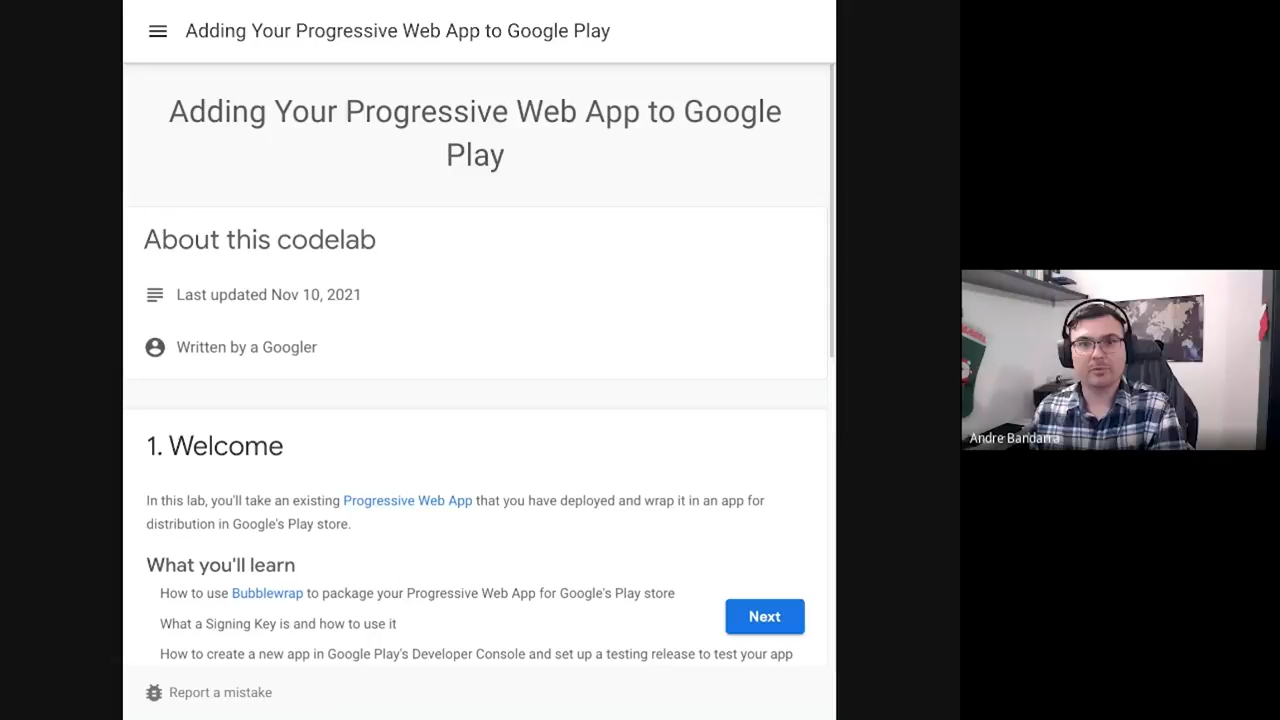 Adding Your Progressive Web App to Google Play
Adding Your Progressive Web App to Google
Play
About this codelab
Last updated Nov 10, 2021
Written by a Googler
1. Welcome
In this lab, you'll take an existing Progressive Web App that you have deployed and wrap it in an app for
distribution in Google's Play store.
What you'll learn
How to use Bubblewrap to package your Progressive Web App for Google's Play store
What a Signing Key is and how to use it
How to create a new app in Google Play's Developer Console and set up a testing release to test your app
Next
Report a mistake
Andre Bandarra